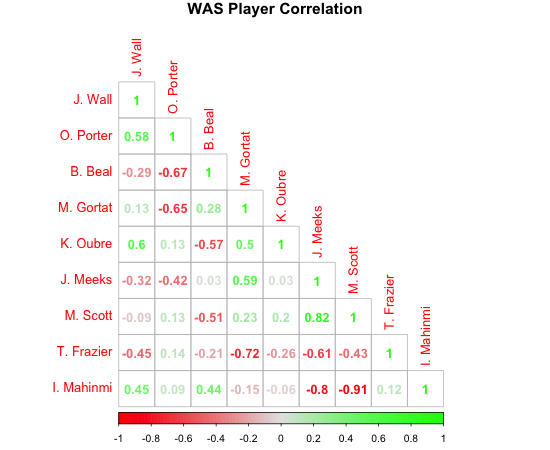 WAS Player Correlation
J. Wall
O. Porter
B. Beal
M. Gortat
K. Oubre
J. Meeks
M. Scott
T. Frazier
I. Mahinmi
J. Wall 1
O. Porter 0.58 1
B. Beal -0.29 -0.67 1
M. Gortat 0.13 -0.65 0.28 1
K. Oubre 0.6 0.13 -0.57 0.5 1
J. Meeks -0.32 -0.42 0.03 0.59 0.03 1
M. Scott -0.09 0.13 -0.51 0.23 0.2 0.82 1
T. Frazier -0.45 0.14 -0.21 -0.72 -0.26 -0.61 -0.43 1
I. Mahinmi 0.45 0.09 0.44 -0.15 -0.06 -0.8 -0.91 0.12 1
-1 -0.8 -0.6 -0.4 -0.2 0 0.2 0.4 0.6 0.8 1